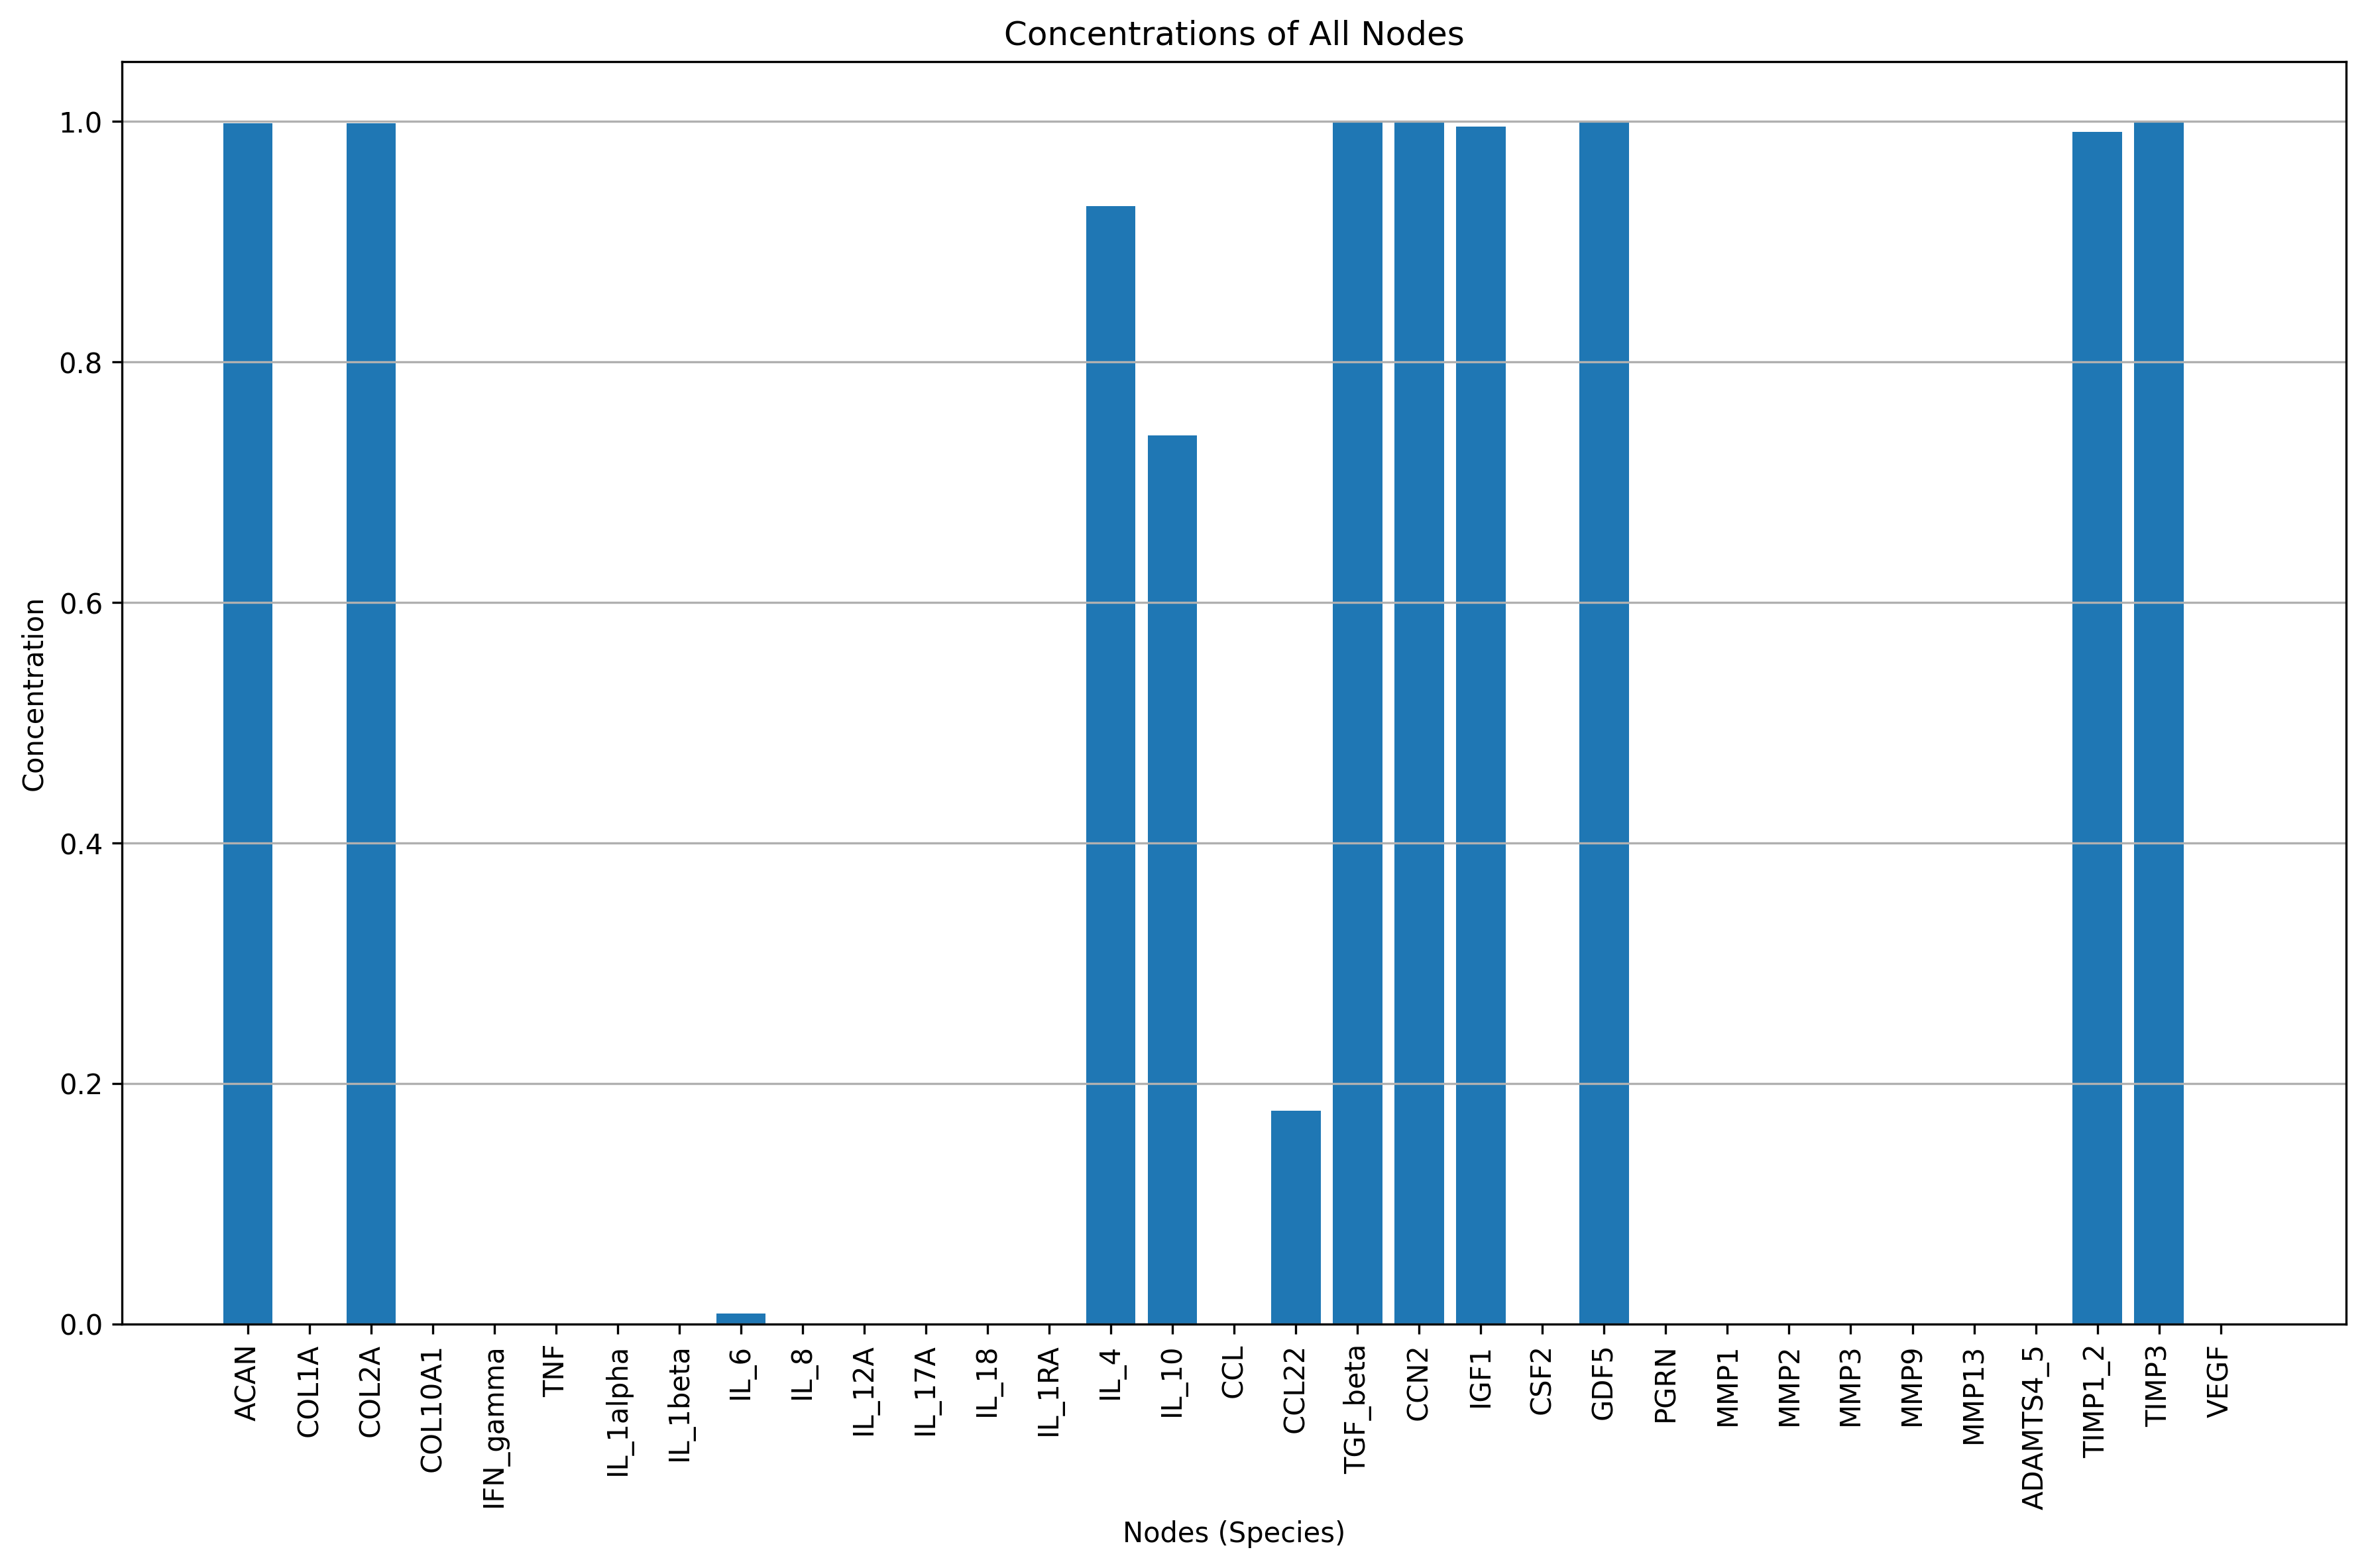 Concentrations of All Nodes
Concentration
1.0
0.8
0.6
0.4
0.2
0.0
ACAN
COL1A
COL2A
COL10A1
IFN_gamma
TNF
IL_1alpha
IL_1beta
IL_6
IL_8
IL_12A
IL_17A
IL_18
IL_1RA
IL_4
IL_10
CCL
CCL22
TGF_beta
CCN2
IGF1
CSF2
GDF5
PGRN
MMP1
MMP2
MMP3
MMP9
MMP13
ADAMTS4_5
TIMP1_2
TIMP3
VEGF
Nodes (Species)